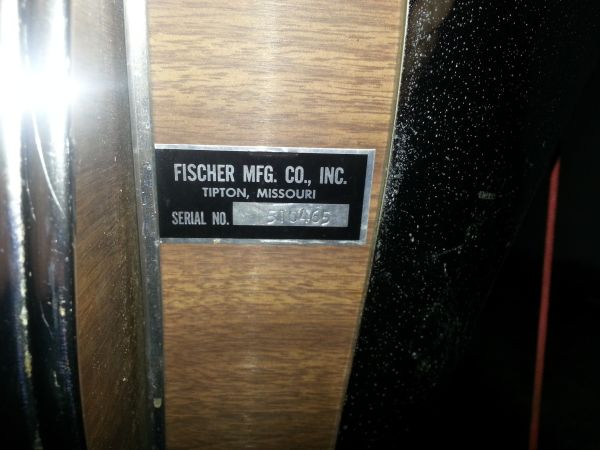 FISCHER MFG. CO., INC.
TIPTON, MISSOURI
SERIAL NO. 510465